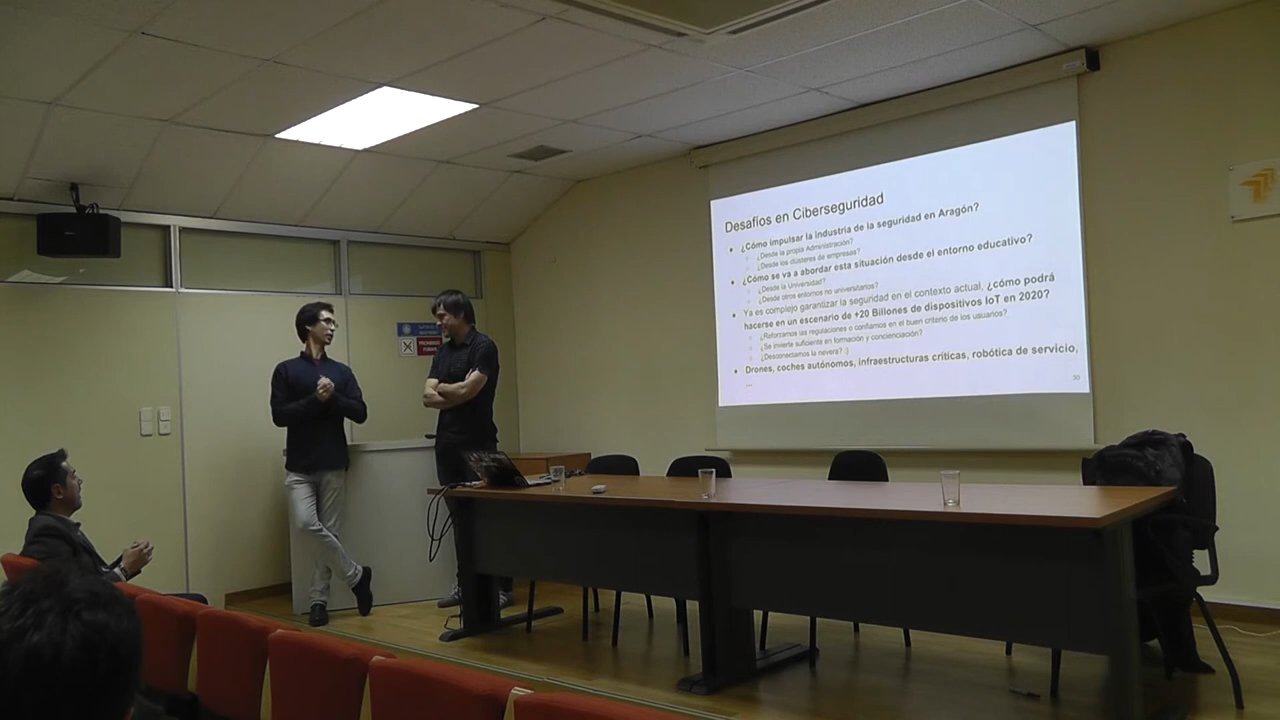 Desafíos en Ciberseguridad
● ¿Cómo impulsar la industria de la seguridad en Aragón?
○ ¿Desde la propia Administración?
○ ¿Desde los clústeres de empresas?
● ¿Cómo se va a abordar esta situación desde el entorno educativo?
○ ¿Desde la Universidad?
○ ¿Desde otros entornos no universitarios?
● Ya es complejo garantizar la seguridad en el contexto actual, ¿cómo podrá
hacerse en un escenario de +20 Billones de dispositivos IoT en 2020?
○ ¿Reforzamos las regulaciones o confiamos en el buen criterio de los usuarios?
○ ¿Se invierte suficiente en formación y concienciación?
○ ¿Desconectamos la nevera? :)
● Drones, coches autónomos, infraestructuras críticas, robótica de servicio,
...
30
PROHIBIDO
FUMAR